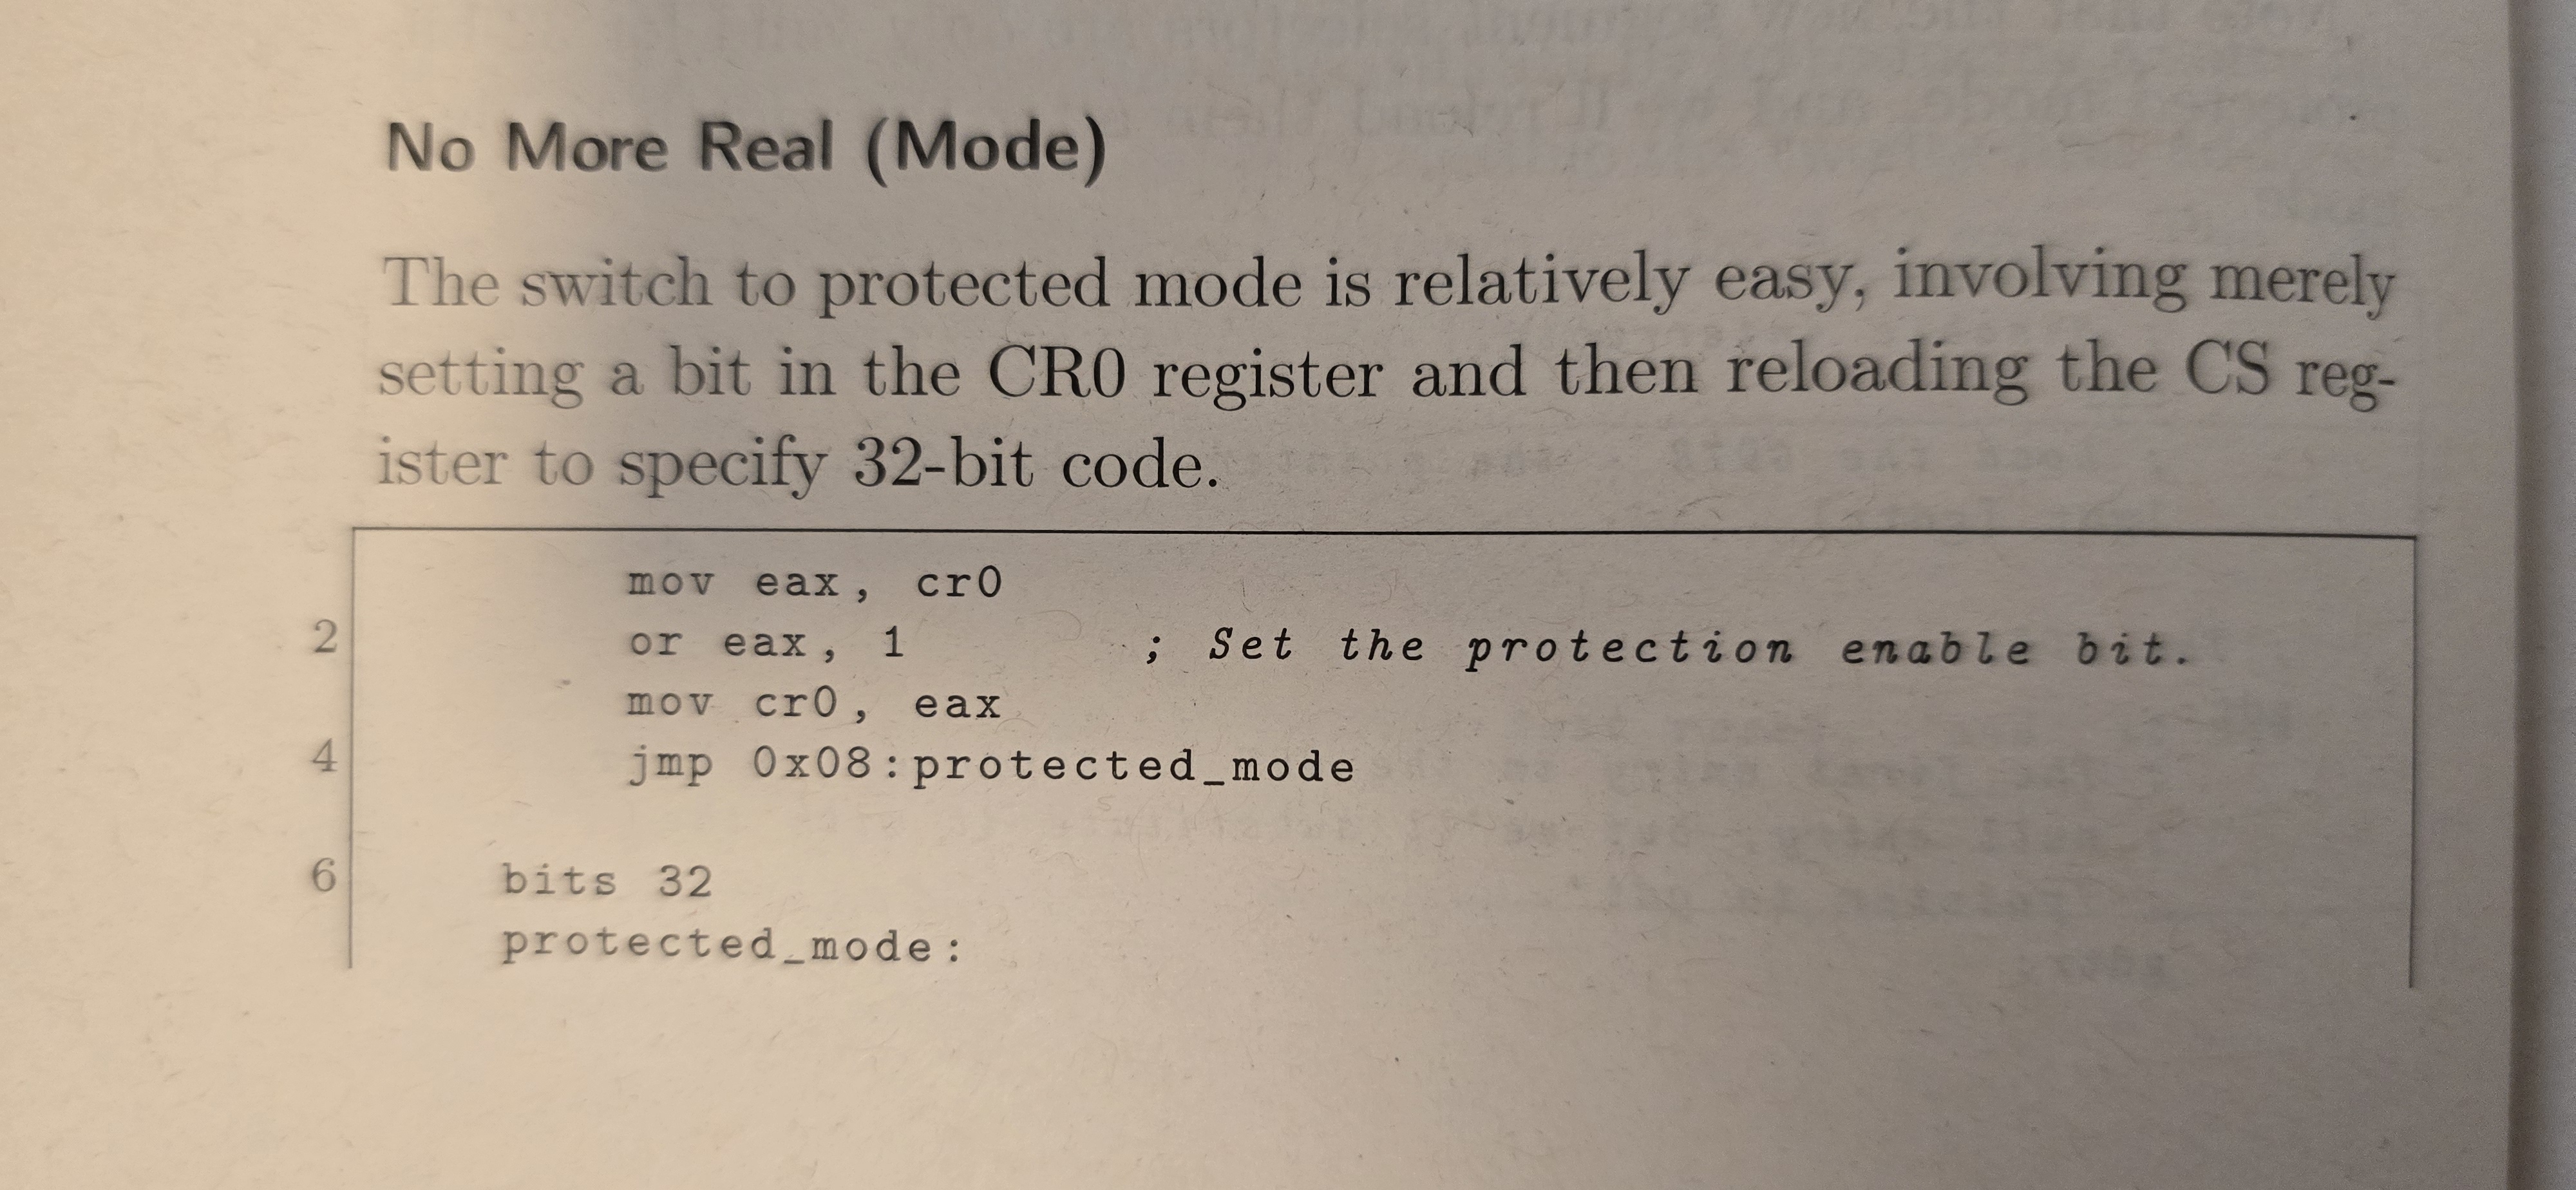 No More Real (Mode)
The switch to protected mode is relatively easy, involving merely
setting a bit in the CR0 register and then reloading the CS reg-
ister to specify 32-bit code.
mov eax, cr0
2 or eax, 1 ; Set the protection enable bit.
mov cr0, eax
4 jmp 0x08:protected_mode
6 bits 32
protected_mode: